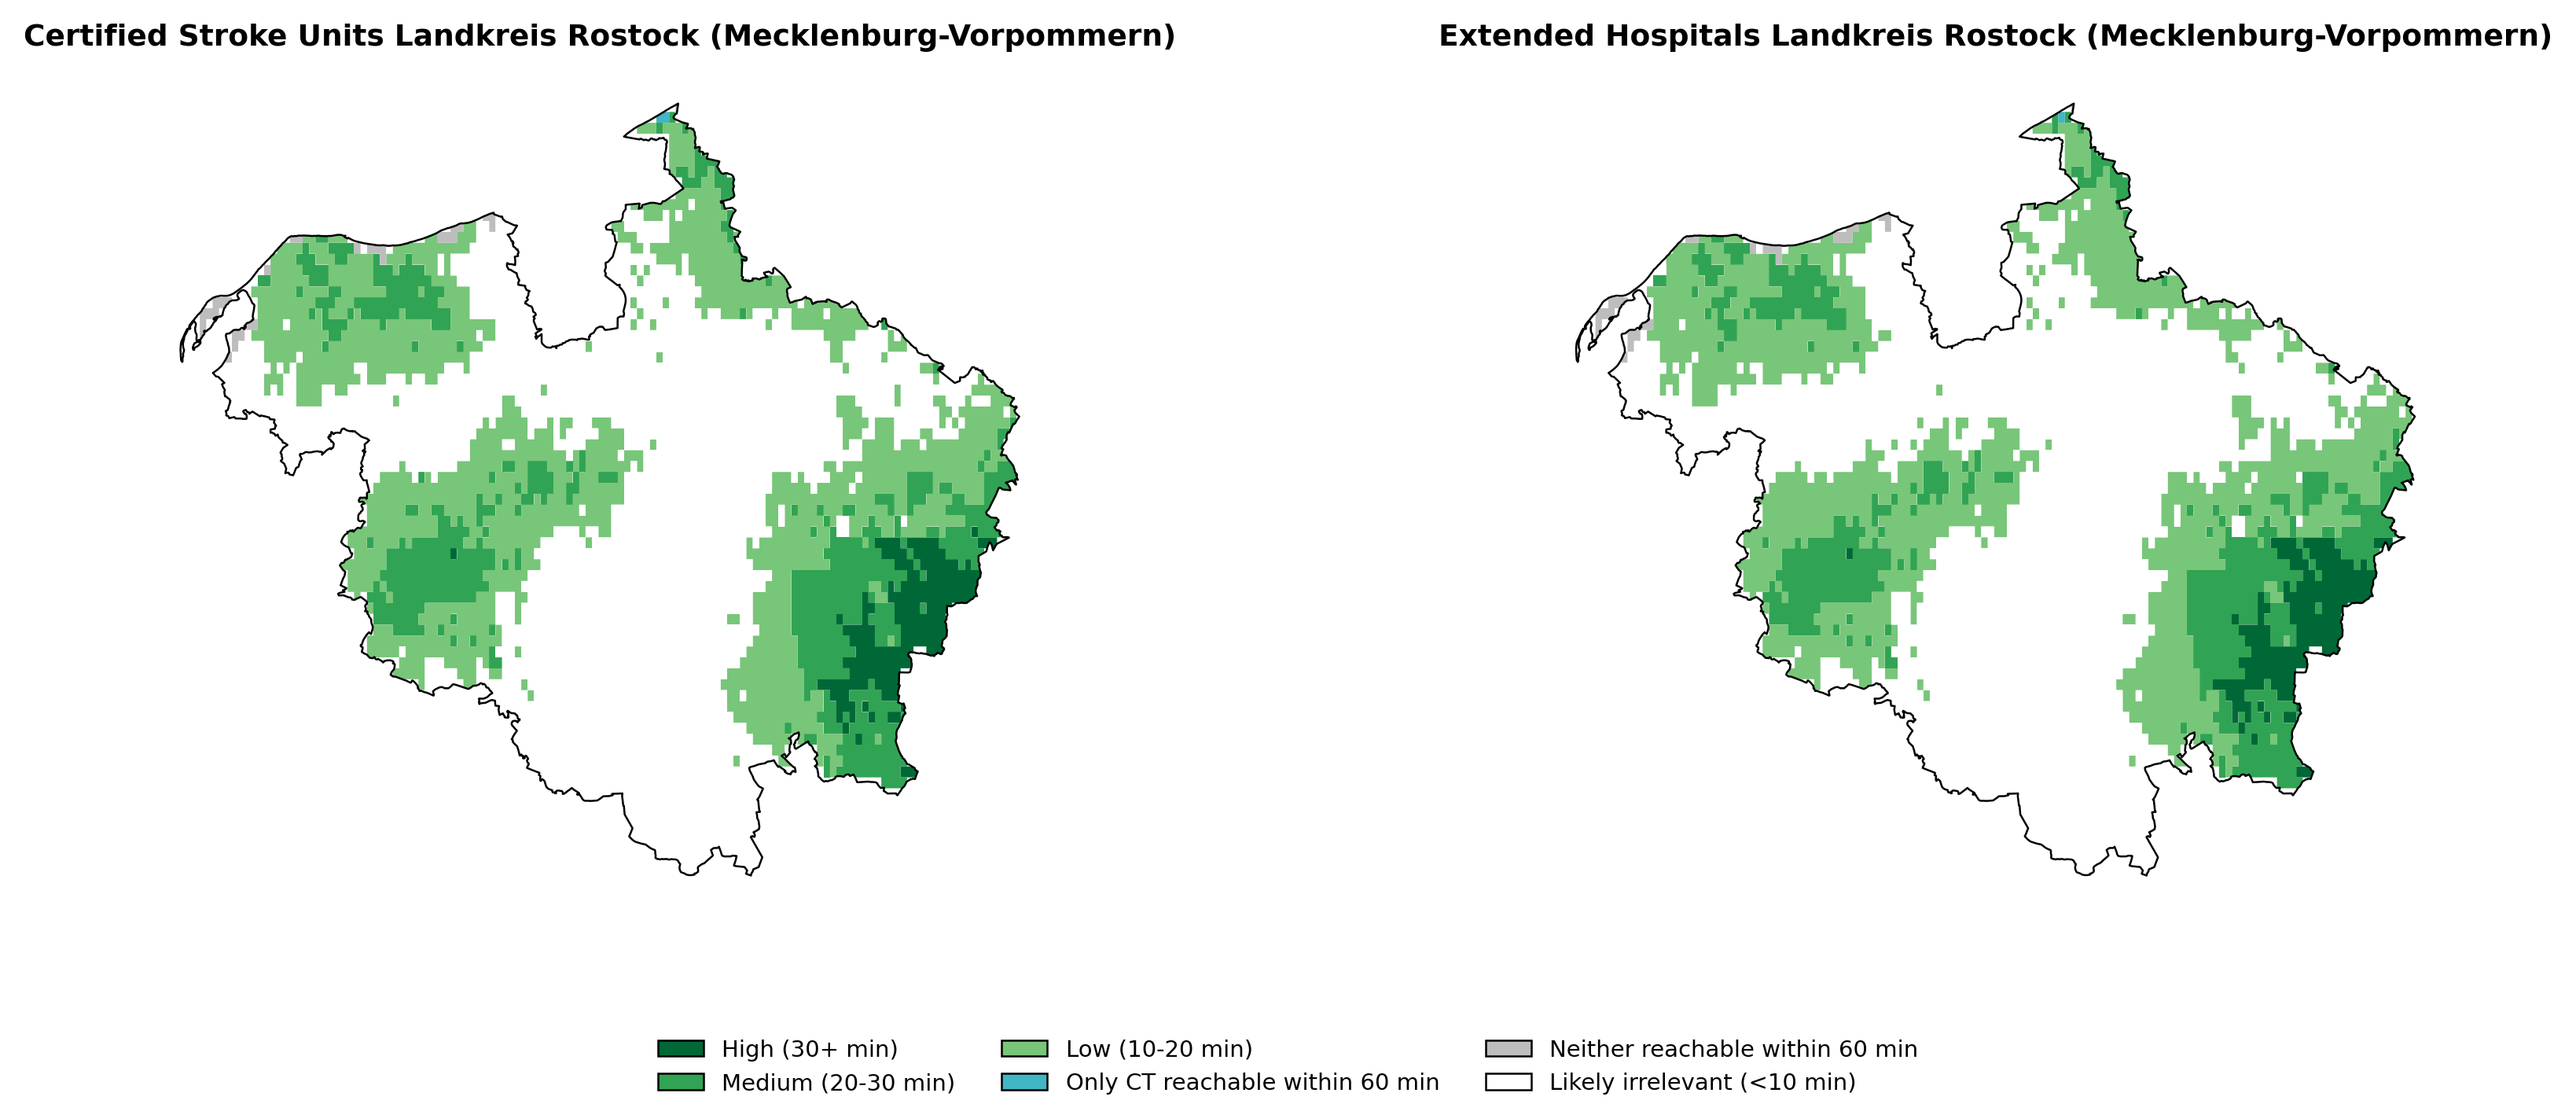 Certified Stroke Units Landkreis Rostock (Mecklenburg-Vorpommern)
Extended Hospitals Landkreis Rostock (Mecklenburg-Vorpommern)
High (30+ min)
Medium (20-30 min)
Low (10-20 min)
Only CT reachable within 60 min
Neither reachable within 60 min
Likely irrelevant (<10 min)